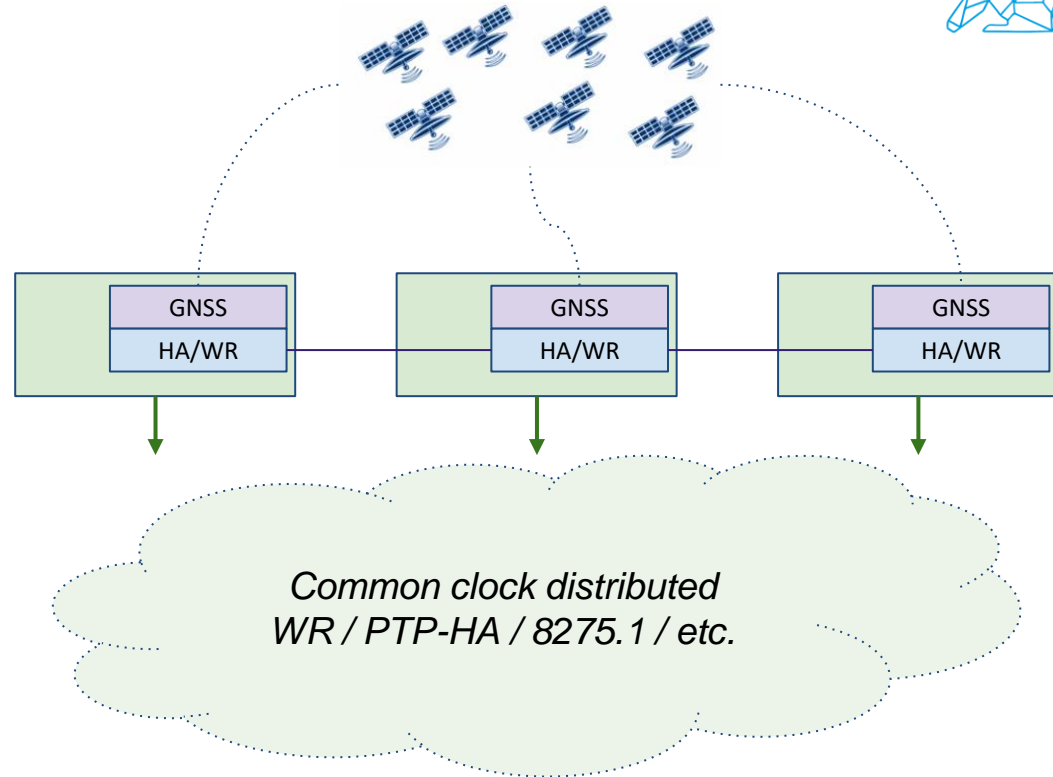 GNSS
HA/WR
GNSS
HA/WR
GNSS
HA/WR
Common clock distributed
WR / PTP-HA / 8275.1 / etc.